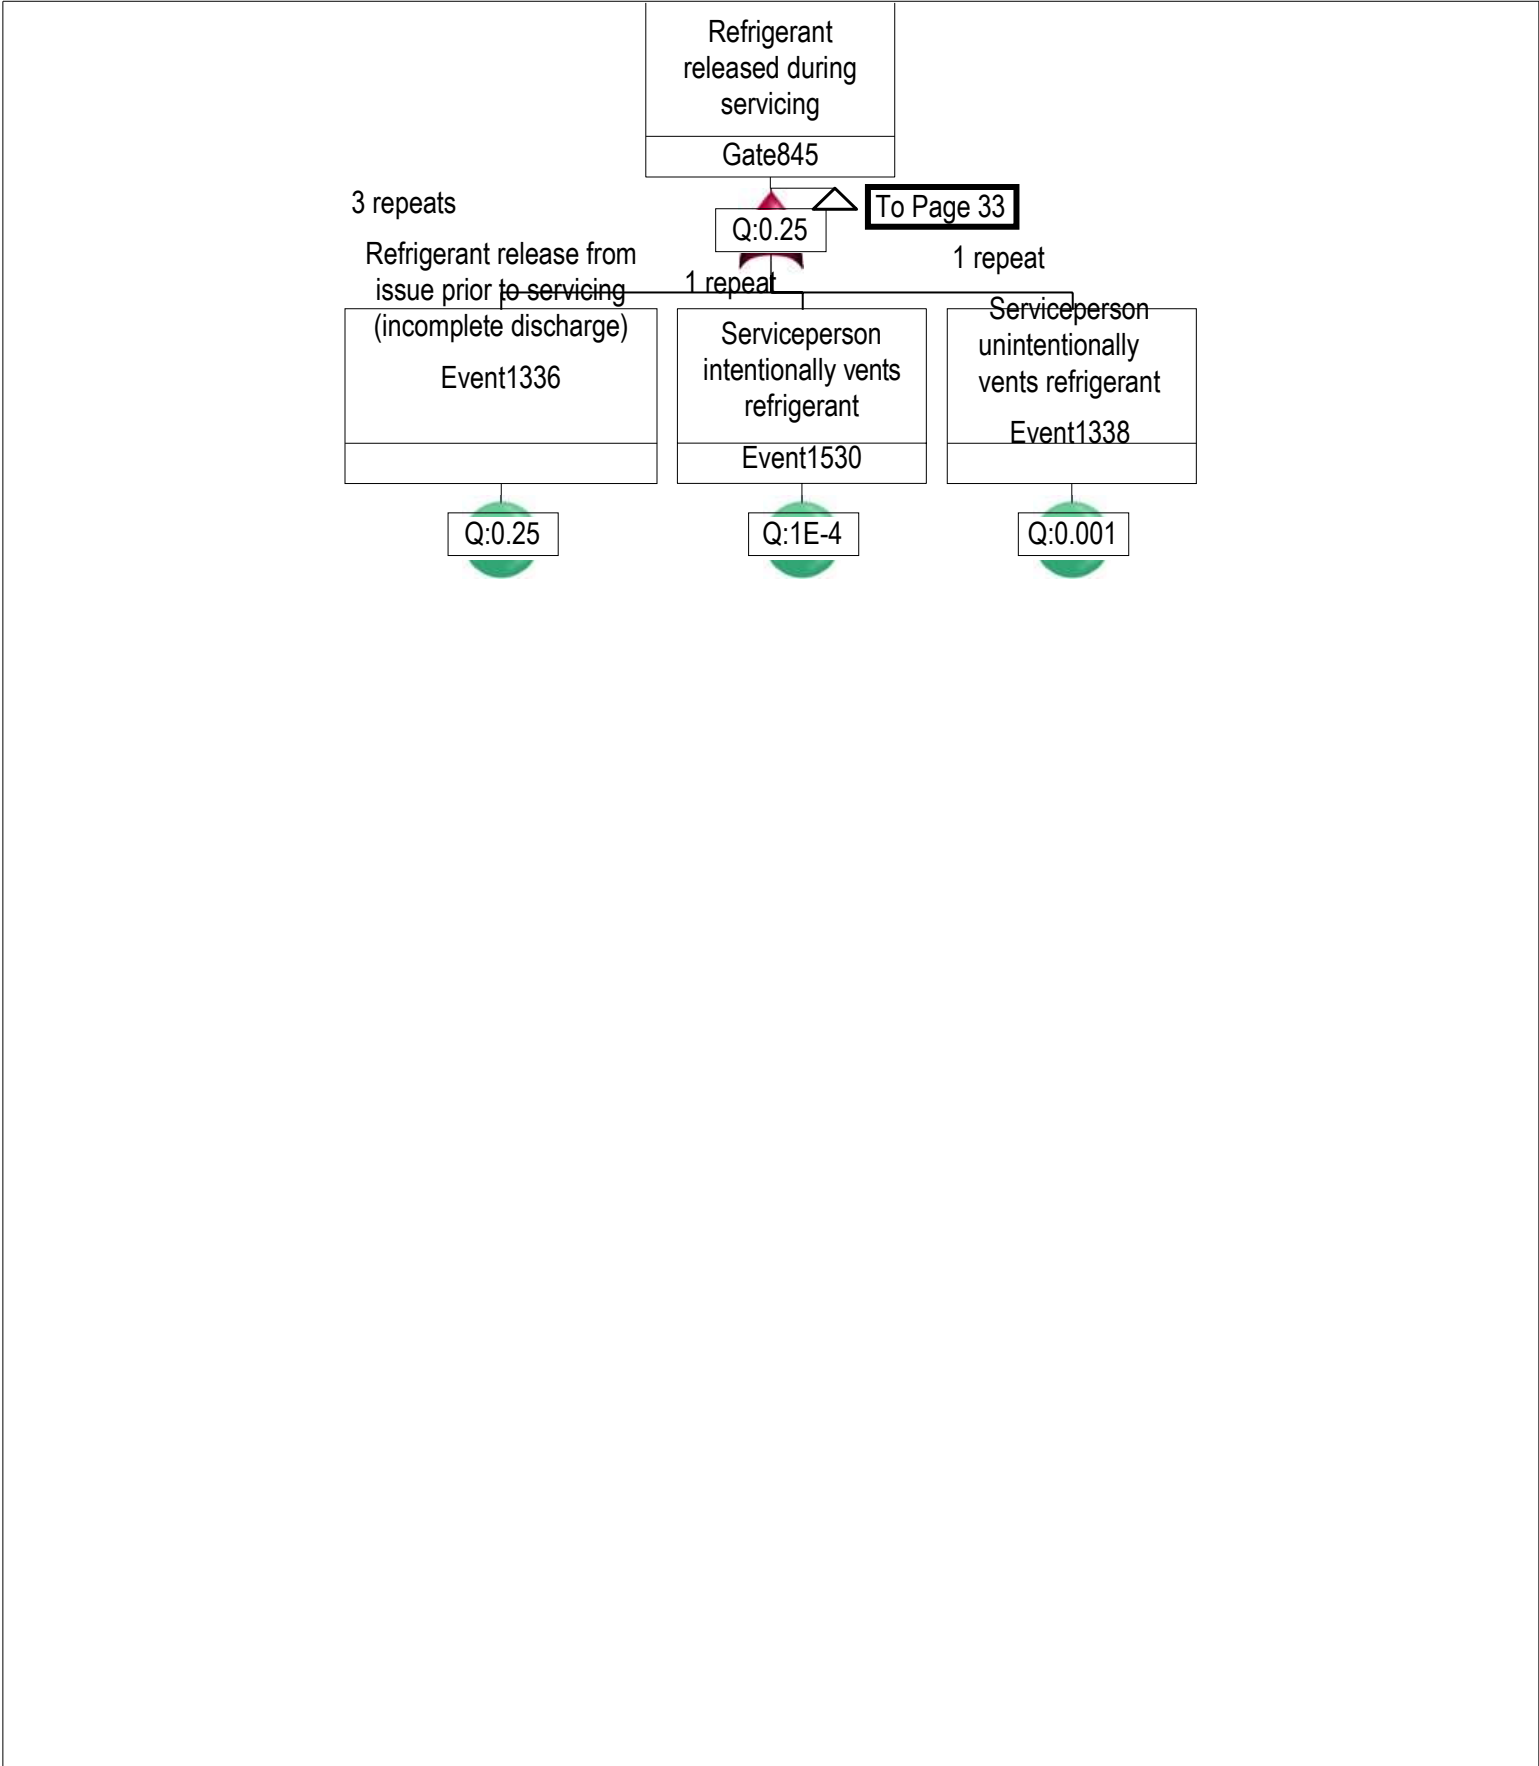 Refrigerant
released during
servicing
Gate845
3 repeats
Q:0.25
To Page 33
Refrigerant release from
issue prior to servicing
(incomplete discharge)
Event1336
1 repeat
Serviceperson
intentionally vents
refrigerant
Event1530
1 repeat
Serviceperson
unintentionally
vents refrigerant
Event1338
Q:0.25
Q:1E-4
Q:0.001